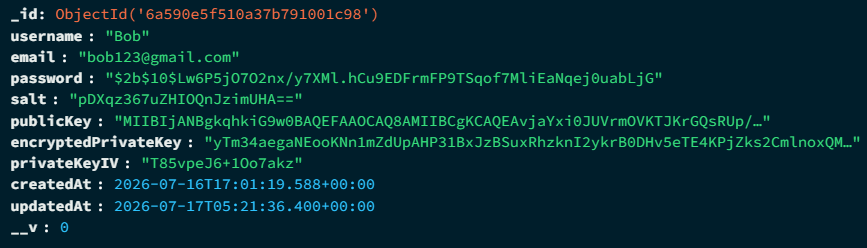 _id: ObjectId('6a590e5f510a37b791001c98')
username: "Bob"
email: "bob123@gmail.com"
password: "$2b$10$Lw6P5jO7O2nx/y7XMl.hCu9EDFrmFP9TSqof7MliEaNqej0uabLjG"
salt: "pDXqz367uZHIOQnJzimUHA=="
publicKey: "MIIBIjANBgkqhkiG9w0BAQEFAAOCAQ8AMIIBCgKCAQEAvjaYxi0JUVrmOVKTJKrGQsRUp/…"
encryptedPrivateKey: "yTm34aegaNEooKNn1mZdUpAHP31BxJzBSuxRhzknI2ykrB0DHv5eTE4KPjZks2CmlnoxQM…"
privateKeyIV: "T85vpeJ6+1Oo7akz"
createdAt: 2026-07-16T17:01:19.588+00:00
updatedAt: 2026-07-17T05:21:36.400+00:00
__v: 0